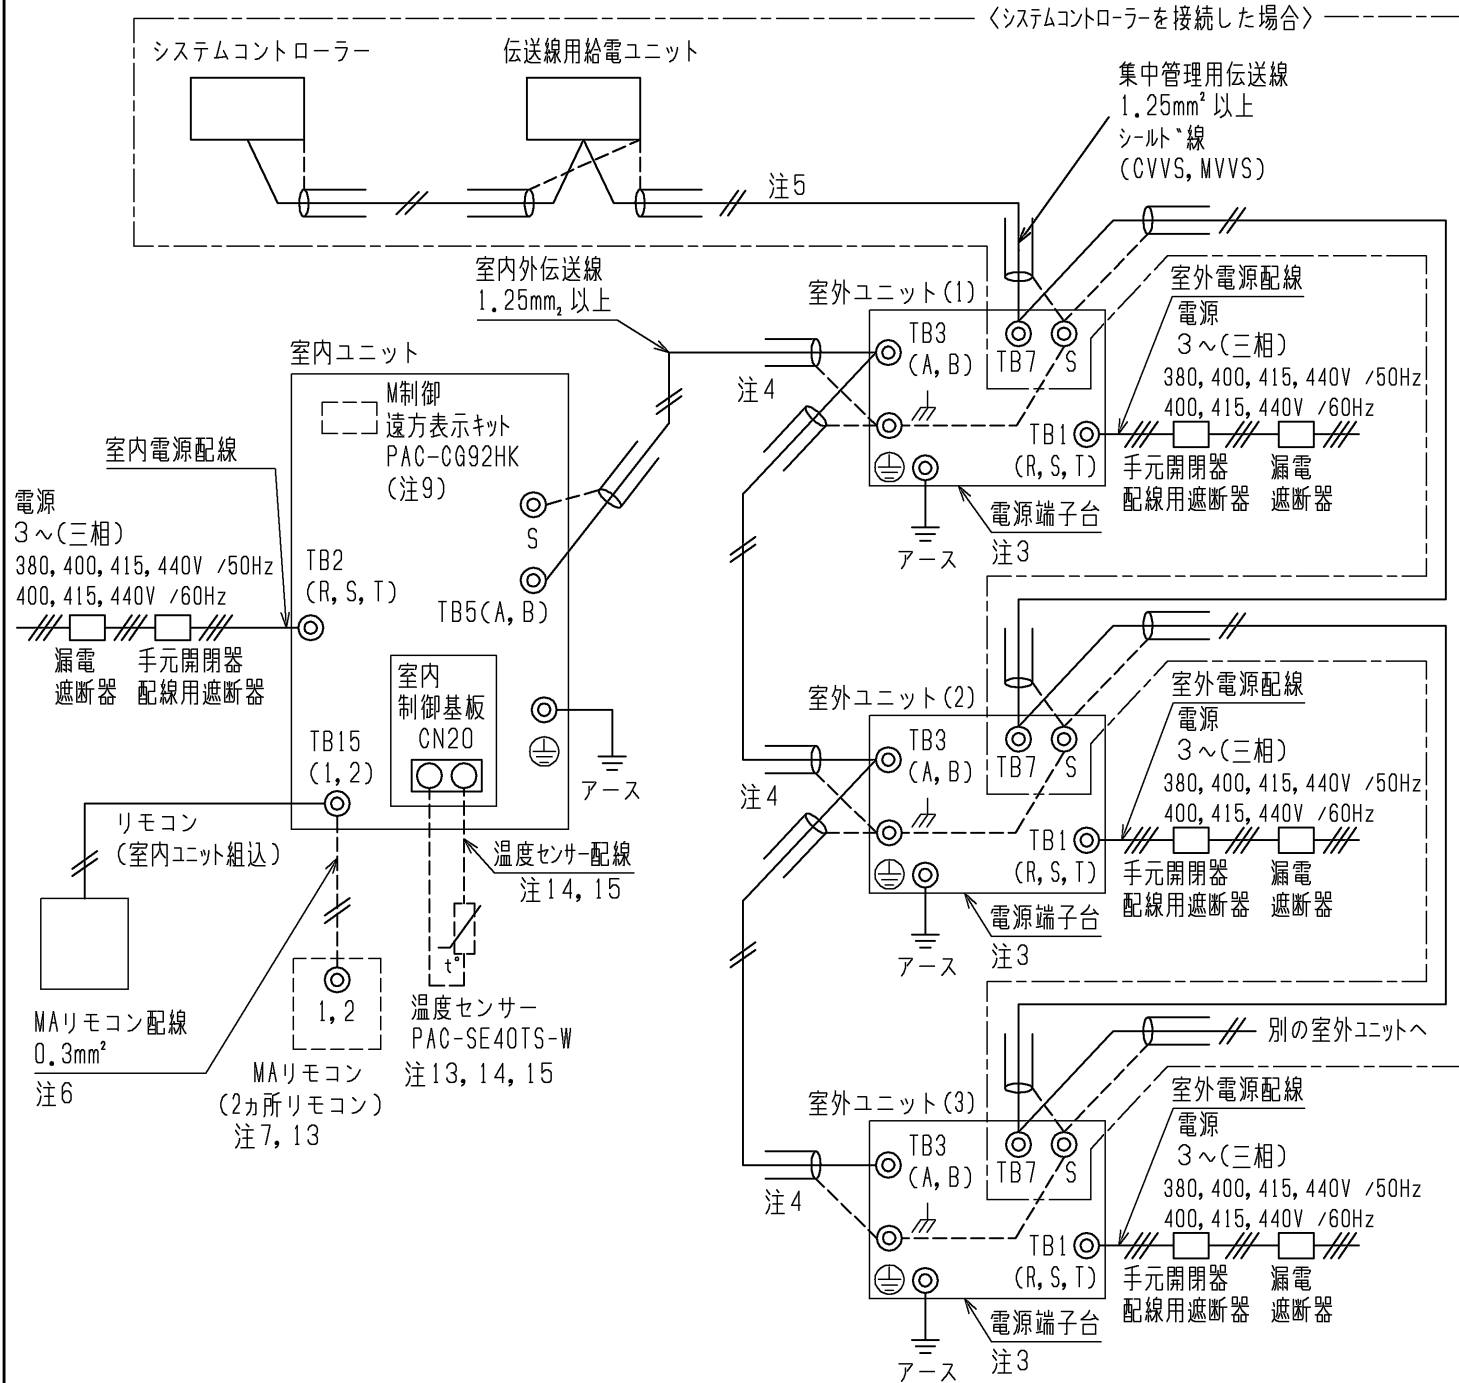 〈システムコントローラーを接続した場合〉
システムコントローラー
伝送線用給電ユニット
集中管理用伝送線
1.25mm² 以上
シールド線
(CVVS, MVVS)
注5
室内外伝送線
1.25mm² 以上
室内ユニット
M制御
遠方表示キット
PAC-CG92HK
(注9)
室内電源配線
電源
3～(三相)
380, 400, 415, 440V /50Hz
400, 415, 440V /60Hz
漏電
遮断器
手元開閉器
配線用遮断器
TB2
(R, S, T)
S
TB5(A, B)
室内
制御基板
CN20
TB15
(1, 2)
アース
リモコン
(室内ユニット組込)
温度センサー配線
注14, 15
t°
温度センサー
PAC-SE40TS-W
注13, 14, 15
1, 2
MAリモコン
(2カ所リモコン)
注7, 13
MAリモコン配線
0.3mm²
注6
室外ユニット(1)
TB3
(A, B)
TB7
S
注4
TB1
(R, S, T)
アース
電源端子台
注3
室外電源配線
電源
3～(三相)
380, 400, 415, 440V /50Hz
400, 415, 440V /60Hz
手元開閉器
配線用遮断器
漏電
遮断器
室外ユニット(2)
TB3
(A, B)
TB7
S
注4
TB1
(R, S, T)
アース
電源端子台
注3
室外電源配線
電源
3～(三相)
380, 400, 415, 440V /50Hz
400, 415, 440V /60Hz
手元開閉器
配線用遮断器
漏電
遮断器
別の室外ユニットへ
室外ユニット(3)
TB3
(A, B)
TB7
S
注4
TB1
(R, S, T)
アース
電源端子台
注3
室外電源配線
電源
3～(三相)
380, 400, 415, 440V /50Hz
400, 415, 440V /60Hz
手元開閉器
配線用遮断器
漏電
遮断器